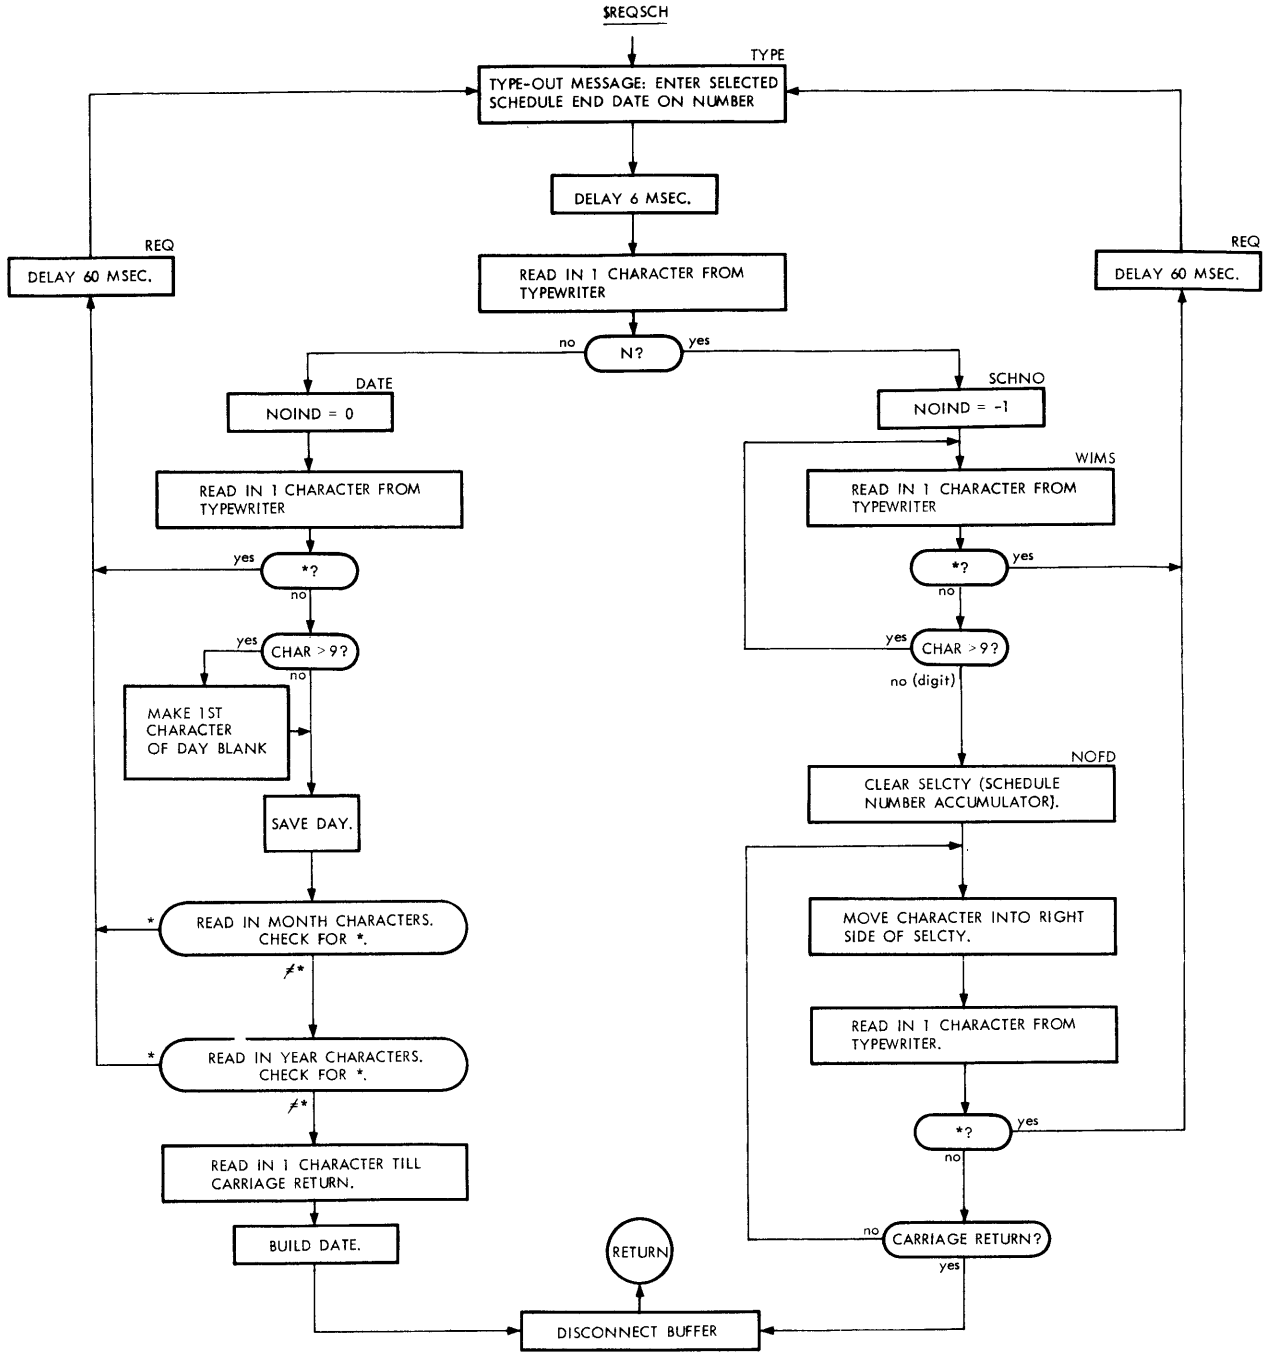 $REQSCH
TYPE
TYPE-OUT MESSAGE: ENTER SELECTED
SCHEDULE END DATE ON NUMBER
DELAY 6 MSEC.
REQ
DELAY 60 MSEC.
REQ
DELAY 60 MSEC.
READ IN 1 CHARACTER FROM
TYPEWRITER
no
N?
yes
DATE
NOIND = 0
READ IN 1 CHARACTER FROM
TYPEWRITER
yes
*?
no
yes
CHAR > 9?
no
MAKE 1ST
CHARACTER
OF DAY BLANK
SAVE DAY.
*
READ IN MONTH CHARACTERS.
CHECK FOR *.
≠*
*
READ IN YEAR CHARACTERS.
CHECK FOR *.
≠*
READ IN 1 CHARACTER TILL
CARRIAGE RETURN.
BUILD DATE.
SCHNO
NOIND = -1
WIMS
READ IN 1 CHARACTER FROM
TYPEWRITER
*?
yes
no
yes
CHAR > 9?
no (digit)
NOFD
CLEAR SELCTY (SCHEDULE
NUMBER ACCUMULATOR).
MOVE CHARACTER INTO RIGHT
SIDE OF SELCTY.
READ IN 1 CHARACTER FROM
TYPEWRITER.
*?
yes
no
no
CARRIAGE RETURN?
yes
RETURN
DISCONNECT BUFFER